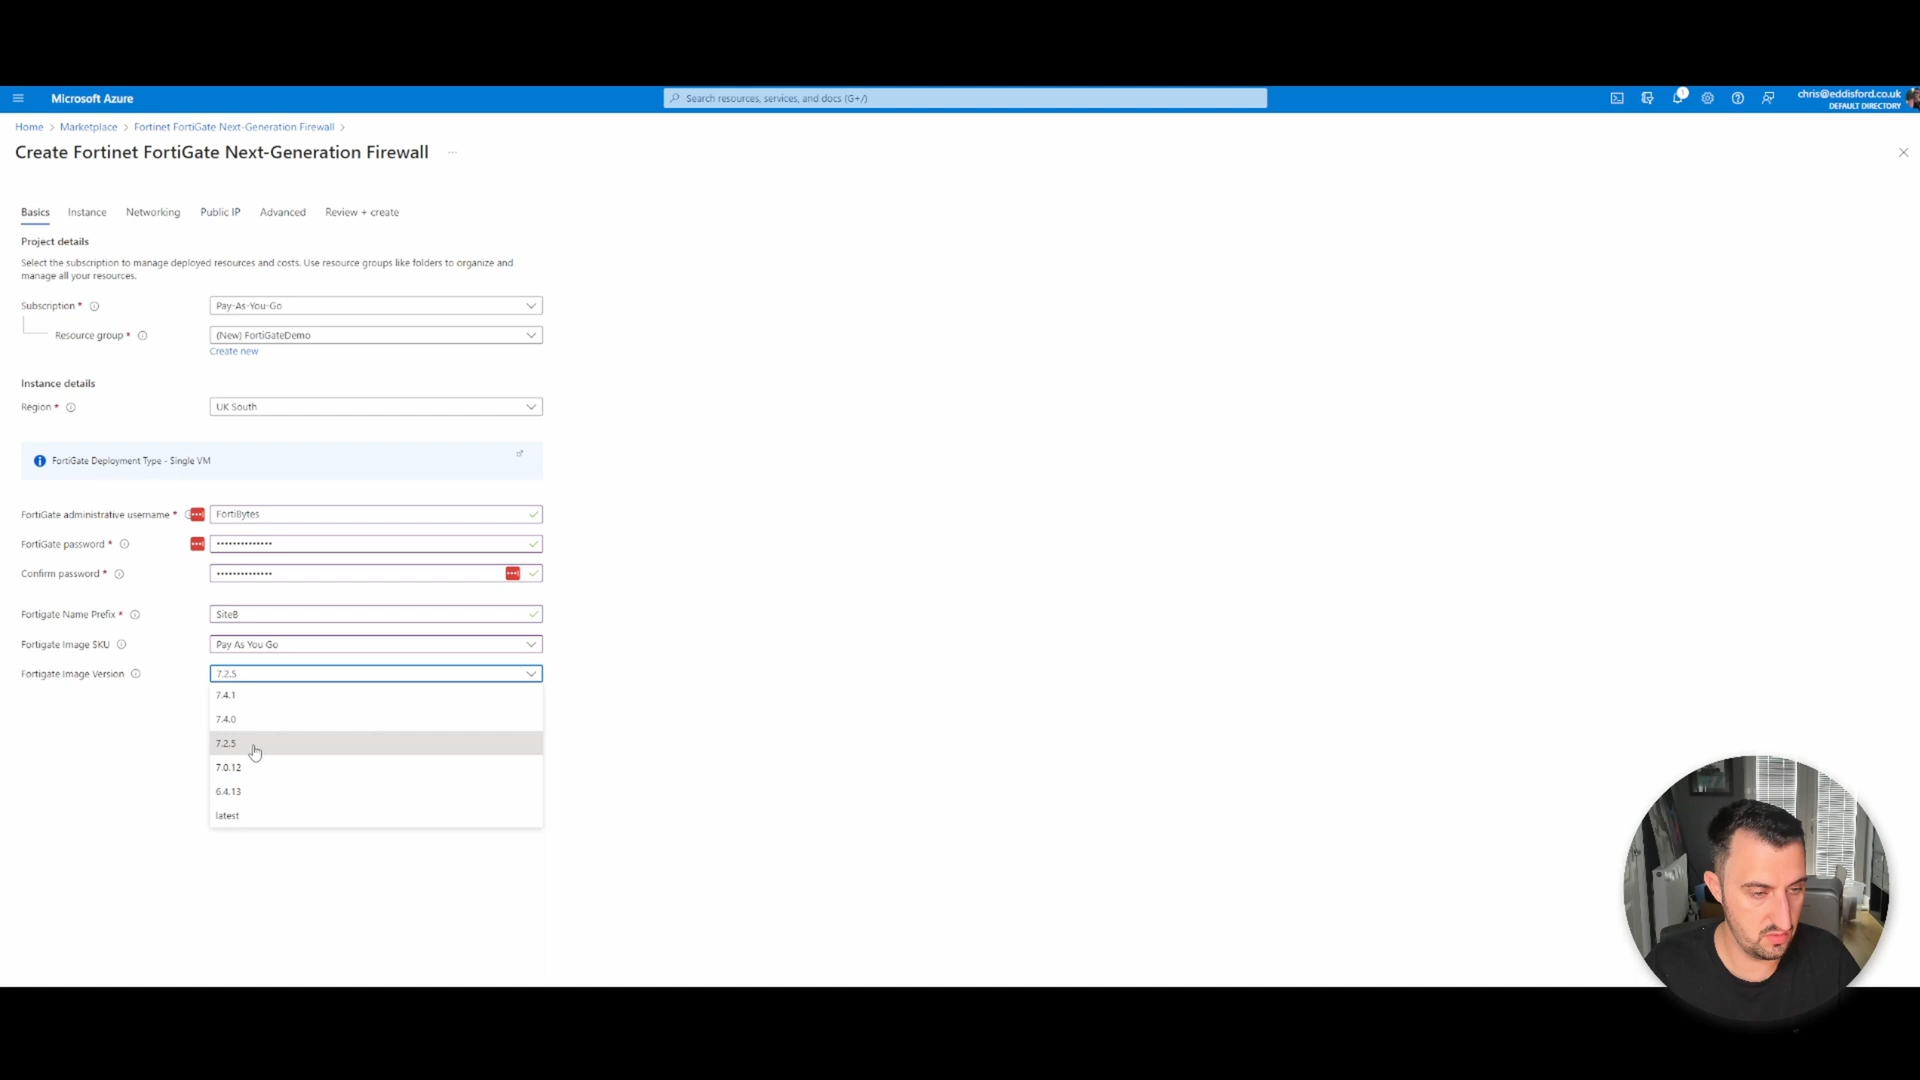 Microsoft Azure
Search resources, services, and docs (G+/)
1
chris@eddisford.co.uk
DEFAULT DIRECTORY
Home > Marketplace > Fortinet FortiGate Next-Generation Firewall >
Create Fortinet FortiGate Next-Generation Firewall ...
Basics Instance Networking Public IP Advanced Review + create
Project details
Select the subscription to manage deployed resources and costs. Use resource groups like folders to organize and
manage all your resources.
Subscription * Pay-As-You-Go
Resource group * (New) FortiGateDemo
Create new
Instance details
Region * UK South
FortiGate Deployment Type - Single VM
FortiGate administrative username * FortiBytes
FortiGate password * ••••••••••••••
Confirm password * ••••••••••••••
Fortigate Name Prefix * SiteB
Fortigate Image SKU Pay As You Go
Fortigate Image Version 7.2.5
7.4.1
7.4.0
7.2.5
7.0.12
6.4.13
latest